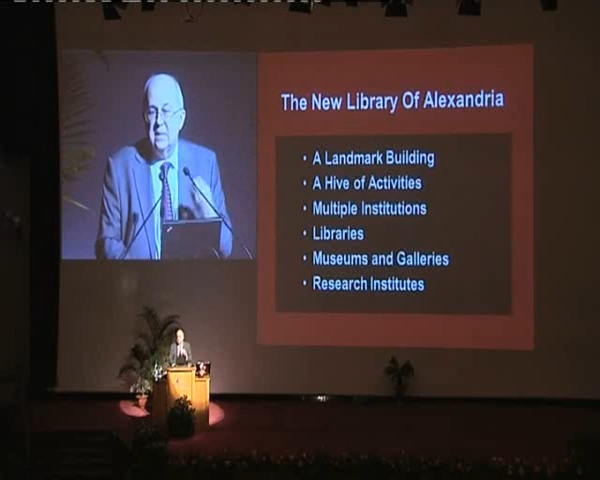 The New Library Of Alexandria
• A Landmark Building
• A Hive of Activities
• Multiple Institutions
• Libraries
• Museums and Galleries
• Research Institutes